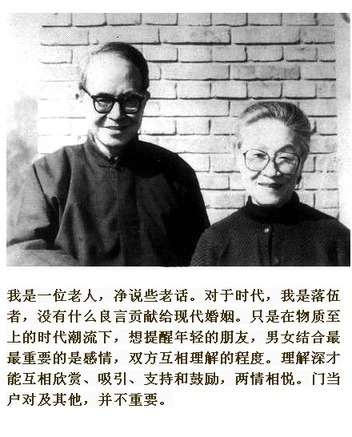 我是一位老人，净说些老话。对于时代，我是落伍
者，没有什么良言贡献给现代婚姻。只是在物质至
上的时代潮流下，想提醒年轻的朋友，男女结合最
最重要的是感情，双方互相理解的程度。理解深才
能互相欣赏、吸引、支持和鼓励，两情相悦。门当
户对及其他，并不重要。